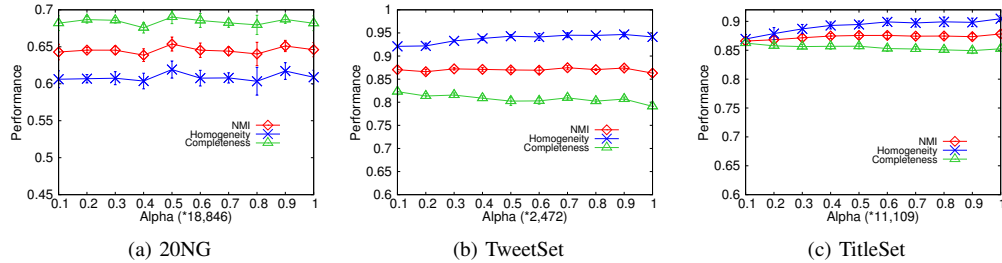 0.7
0.65
0.6
0.55
0.5
0.45
Performance
NMI
Homogeneity
Completeness
0.1 0.2 0.3 0.4 0.5 0.6 0.7 0.8 0.9 1
Alpha (*18,846)
(a) 20NG
1
0.95
0.9
0.85
0.8
0.75
0.7
0.65
0.6
Performance
NMI
Homogeneity
Completeness
0.1 0.2 0.3 0.4 0.5 0.6 0.7 0.8 0.9 1
Alpha (*2,472)
(b) TweetSet
0.9
0.85
0.8
0.75
0.7
0.65
0.6
Performance
NMI
Homogeneity
Completeness
0.1 0.2 0.3 0.4 0.5 0.6 0.7 0.8 0.9 1
Alpha (*11,109)
(c) TitleSet